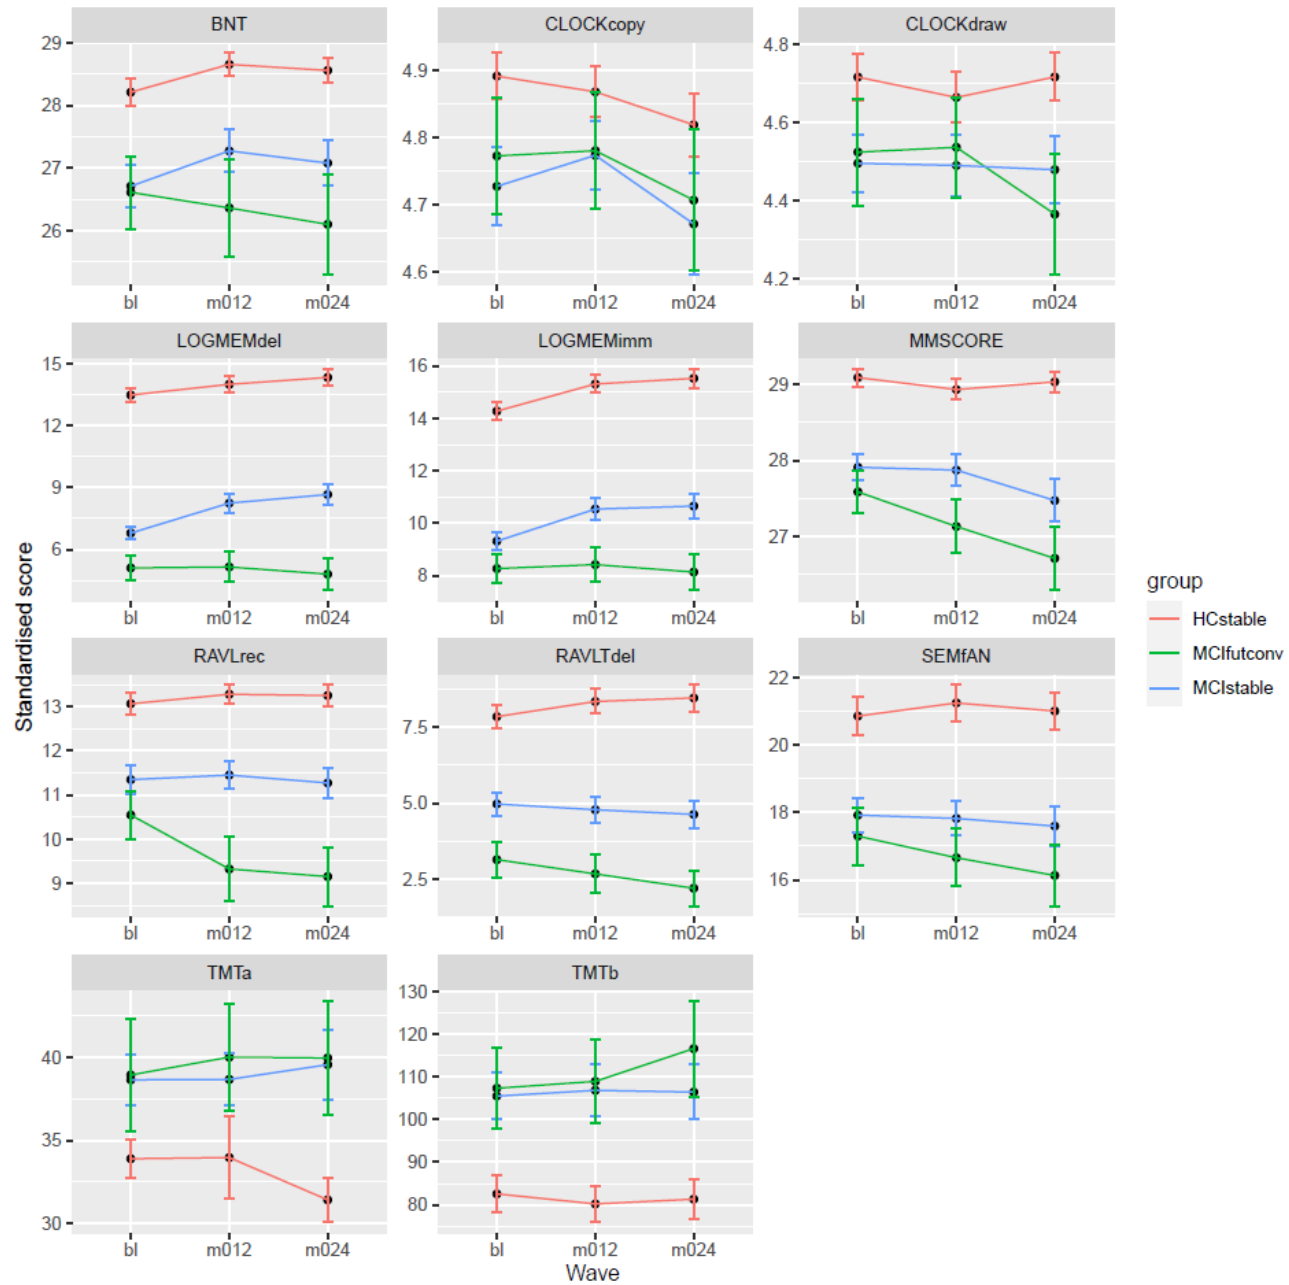 BNT
CLOCKcopy
CLOCKdraw
29
28
27
26
4.9
4.8
4.7
4.6
4.8
4.6
4.4
4.2
bl m012 m024
bl m012 m024
bl m012 m024
LOGMEMdel
LOGMEMimm
MMSCORE
15
12
9
6
16
14
12
10
8
29
28
27
bl m012 m024
bl m012 m024
bl m012 m024
Standardised score
RAVLrec
RAVLTdel
SEMfAN
13
12
11
10
9
7.5
5.0
2.5
22
20
18
16
bl m012 m024
bl m012 m024
bl m012 m024
TMTa
TMTb
40
35
30
130
120
110
100
90
80
bl m012 m024
bl m012 m024
Wave
group
HCstable
MCIfutconv
MCIstable